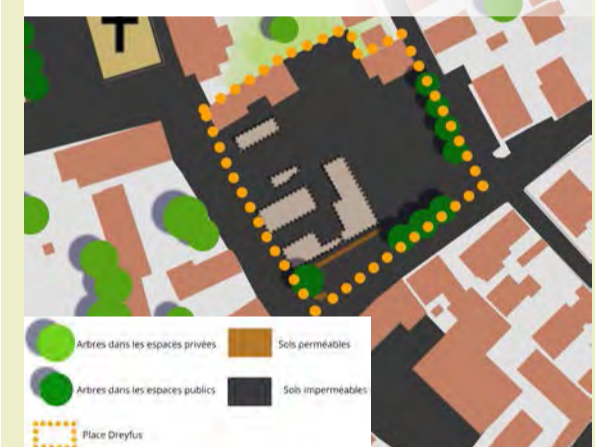 Arbres dans les espaces privées
Sols perméables
Arbres dans les espaces publics
Sols imperméables
Place Dreyfus